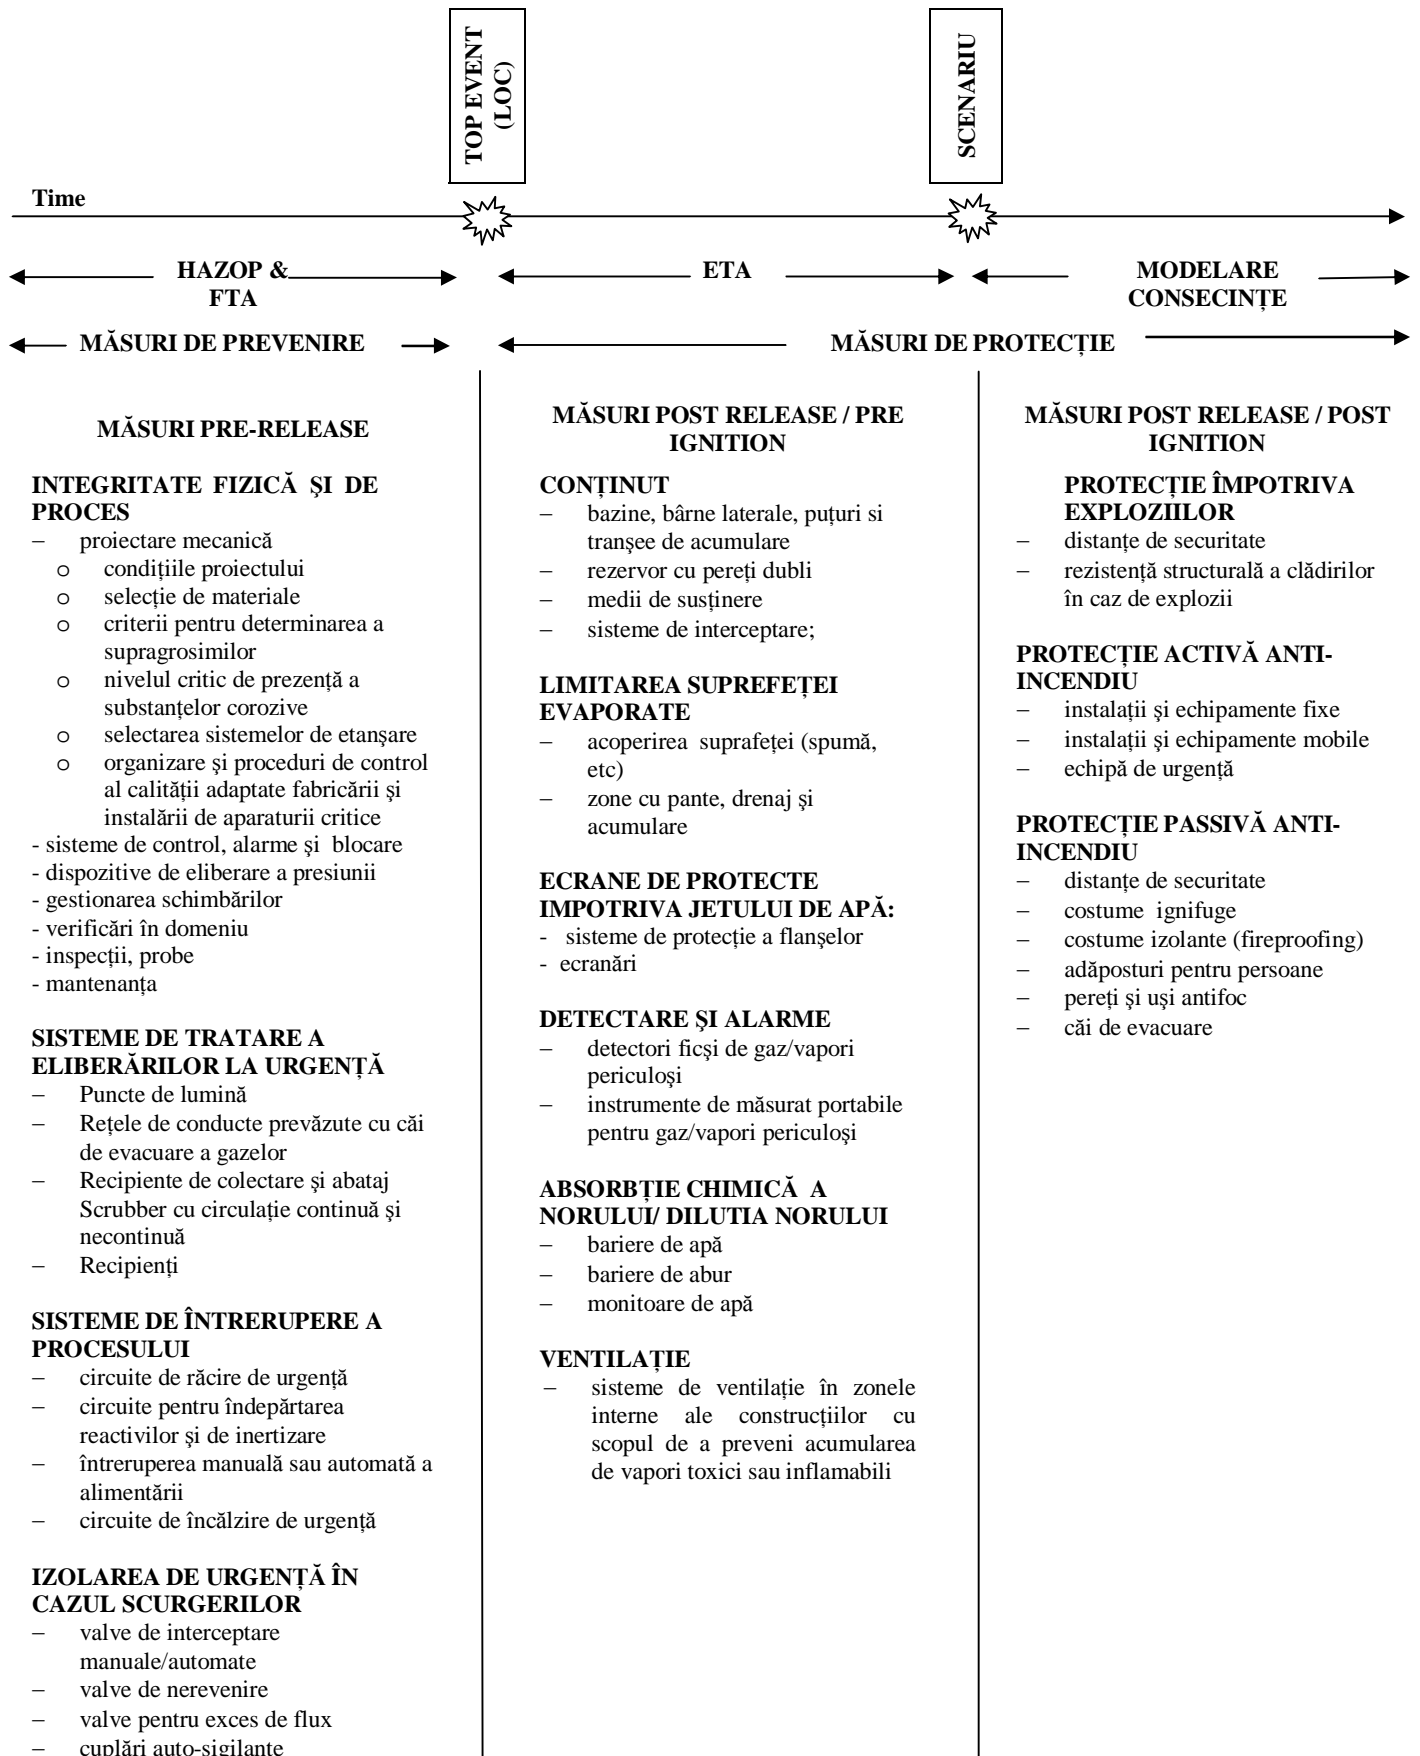 TOP EVENT
(LOC)
SCENARIU
Time
HAZOP &
FTA
ETA
MODELARE
CONSECINȚE
MĂSURI DE PREVENIRE
MĂSURI DE PROTECȚIE
MĂSURI PRE-RELEASE
INTEGRITATE FIZICĂ ŞI DE
PROCES
– proiectare mecanică
o condițiile proiectului
o selecție de materiale
o criterii pentru determinarea a
supragrosimilor
o nivelul critic de prezență a
substanțelor corozive
o selectarea sistemelor de etanşare
o organizare şi proceduri de control
al calității adaptate fabricării şi
instalării de aparaturii critice
- sisteme de control, alarme şi blocare
- dispozitive de eliberare a presiunii
- gestionarea schimbărilor
- verificări în domeniu
- inspecții, probe
- mantenanța
SISTEME DE TRATARE A
ELIBERĂRILOR LA URGENȚĂ
– Puncte de lumină
– Rețele de conducte prevăzute cu căi
de evacuare a gazelor
– Recipiente de colectare şi abataj
Scrubber cu circulație continuă şi
necontinuă
– Recipienți
SISTEME DE ÎNTRERUPERE A
PROCESULUI
– circuite de răcire de urgență
– circuite pentru îndepărtarea
reactivilor şi de inertizare
– întreruperea manuală sau automată a
alimentării
– circuite de încălzire de urgență
IZOLAREA DE URGENȚĂ ÎN
CAZUL SCURGERILOR
– valve de interceptare
manuale/automate
– valve de nerevenire
– valve pentru exces de flux
– cuplări auto-sigilante
MĂSURI POST RELEASE / PRE
IGNITION
CONȚINUT
– bazine, bârne laterale, puțuri si
tranşee de acumulare
– rezervor cu pereți dubli
– medii de susținere
– sisteme de interceptare;
LIMITAREA SUPREFEȚEI
EVAPORATE
– acoperirea suprafeței (spumă,
etc)
– zone cu pante, drenaj şi
acumulare
ECRANE DE PROTECTE
IMPOTRIVA JETULUI DE APĂ:
- sisteme de protecție a flanşelor
- ecranări
DETECTARE ŞI ALARME
– detectori ficşi de gaz/vapori
periculoşi
– instrumente de măsurat portabile
pentru gaz/vapori periculoşi
ABSORBȚIE CHIMICĂ A
NORULUI/ DILUTIA NORULUI
– bariere de apă
– bariere de abur
– monitoare de apă
VENTILAȚIE
– sisteme de ventilație în zonele
interne ale construcțiilor cu
scopul de a preveni acumularea
de vapori toxici sau inflamabili
MĂSURI POST RELEASE / POST
IGNITION
PROTECȚIE ÎMPOTRIVA
EXPLOZIILOR
– distanțe de securitate
– rezistență structurală a clădirilor
în caz de explozii
PROTECȚIE ACTIVĂ ANTI-
INCENDIU
– instalații şi echipamente fixe
– instalații şi echipamente mobile
– echipă de urgență
PROTECȚIE PASSIVĂ ANTI-
INCENDIU
– distanțe de securitate
– costume ignifuge
– costume izolante (fireproofing)
– adăposturi pentru persoane
– pereți şi uşi antifoc
– căi de evacuare